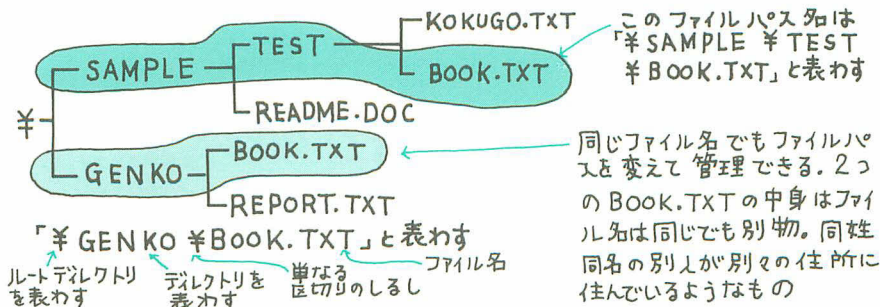 KOKUGO.TXT
TEST
SAMPLE
BOOK.TXT
README.DOC
¥
BOOK.TXT
GENKO
REPORT.TXT
このファイルパス名は
「¥SAMPLE ¥TEST
¥BOOK.TXT」と表わす
同じファイル名でもファイルパ
スを変えて管理できる.2つ
のBOOK.TXTの中身はファイ
ル名は同じでも別物。同姓
同名の別人が別々の住所に
住んでいるようなもの
「¥GENKO ¥BOOK.TXT」と表わす
ルートディレクトリ
を表わす
ディレクトリを
表わす
単なる
区切りのしるし
ファイル名